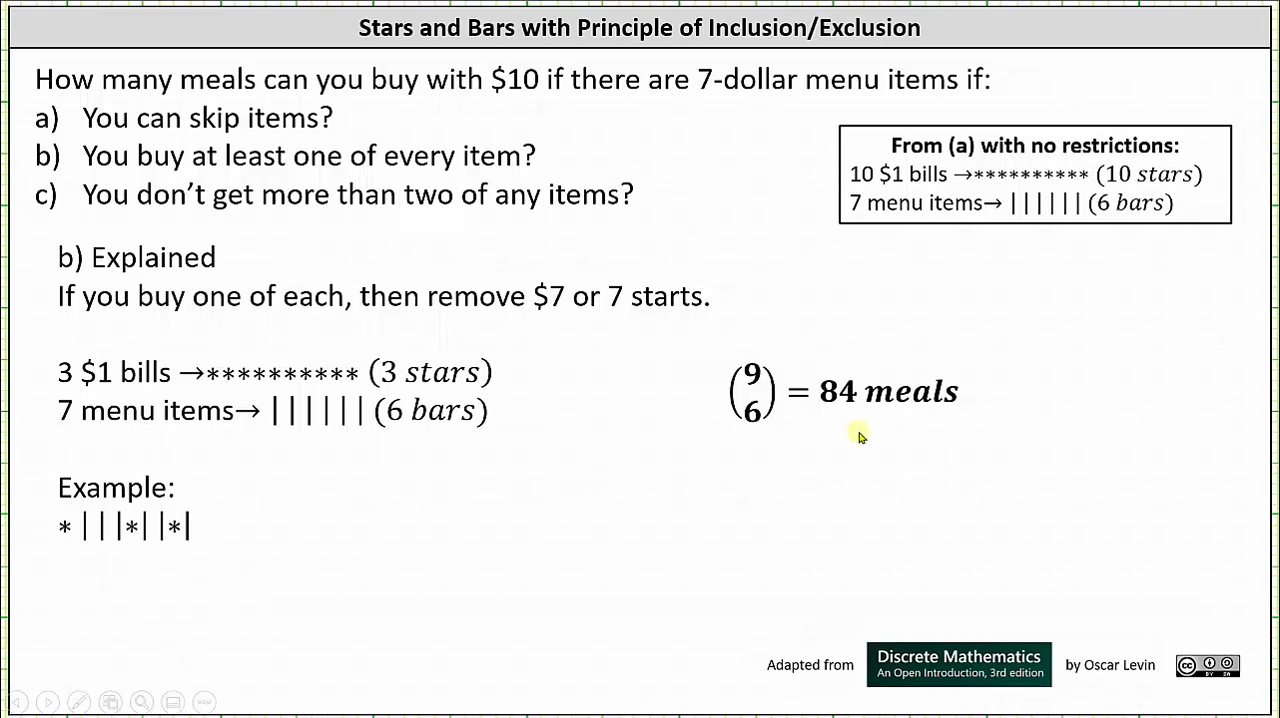 Stars and Bars with Principle of Inclusion/Exclusion
How many meals can you buy with $10 if there are 7-dollar menu items if:
a) You can skip items?
b) You buy at least one of every item?
c) You don't get more than two of any items?
From (a) with no restrictions:
10 $1 bills →********** (10 stars)
7 menu items→ |||||| (6 bars)
b) Explained
If you buy one of each, then remove $7 or 7 starts.
3 $1 bills →********** (3 stars)
7 menu items→ |||||| (6 bars)
(9
6) = 84 meals
Example:
*|||*||*|
Adapted from
Discrete Mathematics
An Open Introduction, 3rd edition
by Oscar Levin
CC BY SA